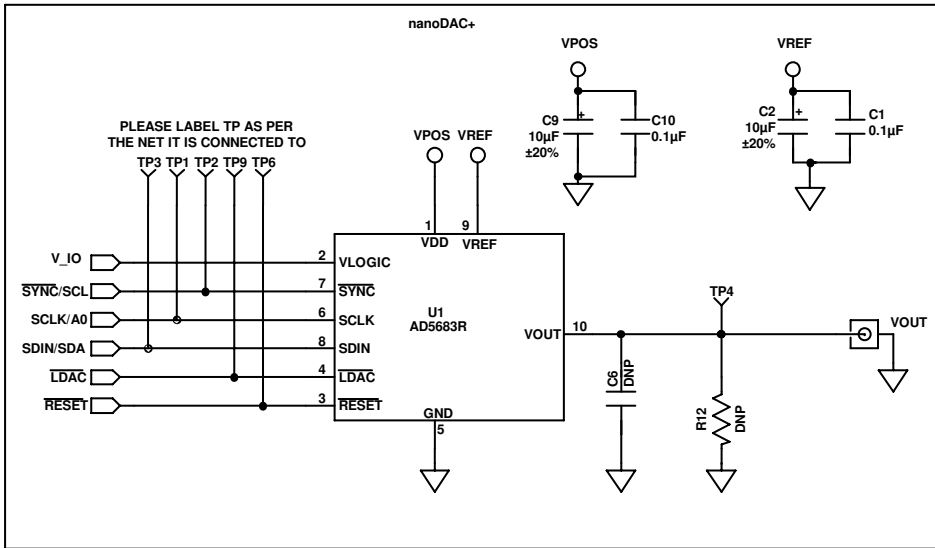 nanoDAC+
VPOS
VREF
C9
10µF
±20%
+
C10
0.1µF
C2
10µF
±20%
+
C1
0.1µF
PLEASE LABEL TP AS PER
THE NET IT IS CONNECTED TO
TP3 TP1 TP2 TP9 TP6
VPOS VREF
1 9
VDD VREF
V_IO 2 VLOGIC
SYNC/SCL 7 SYNC
SCLK/A0 6 SCLK
SDIN/SDA 8 SDIN
LDAC 4 LDAC
RESET 3 RESET
U1
AD5683R
VOUT 10
GND
5
TP4
VOUT
C6
DNP
R12
DNP